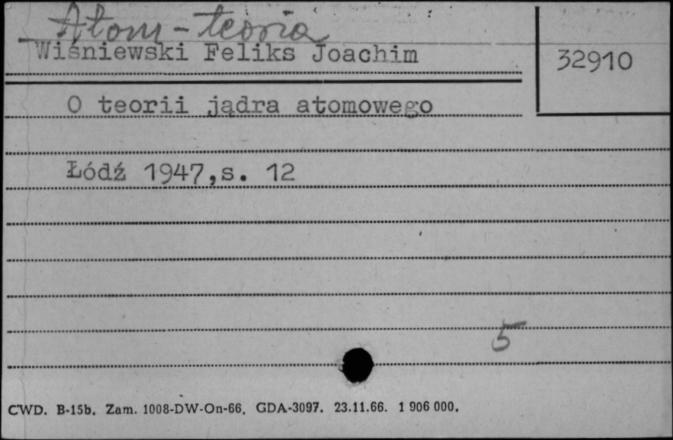 Atom - teoria
Wiśniewski Feliks Joachim
32910
O teorii jądra atomowego
Łódź 1947,s. 12
5
CWD. B-15b. Zam. 1008-DW-On-66. GDA-3097. 23.11.66. 1 906 000.